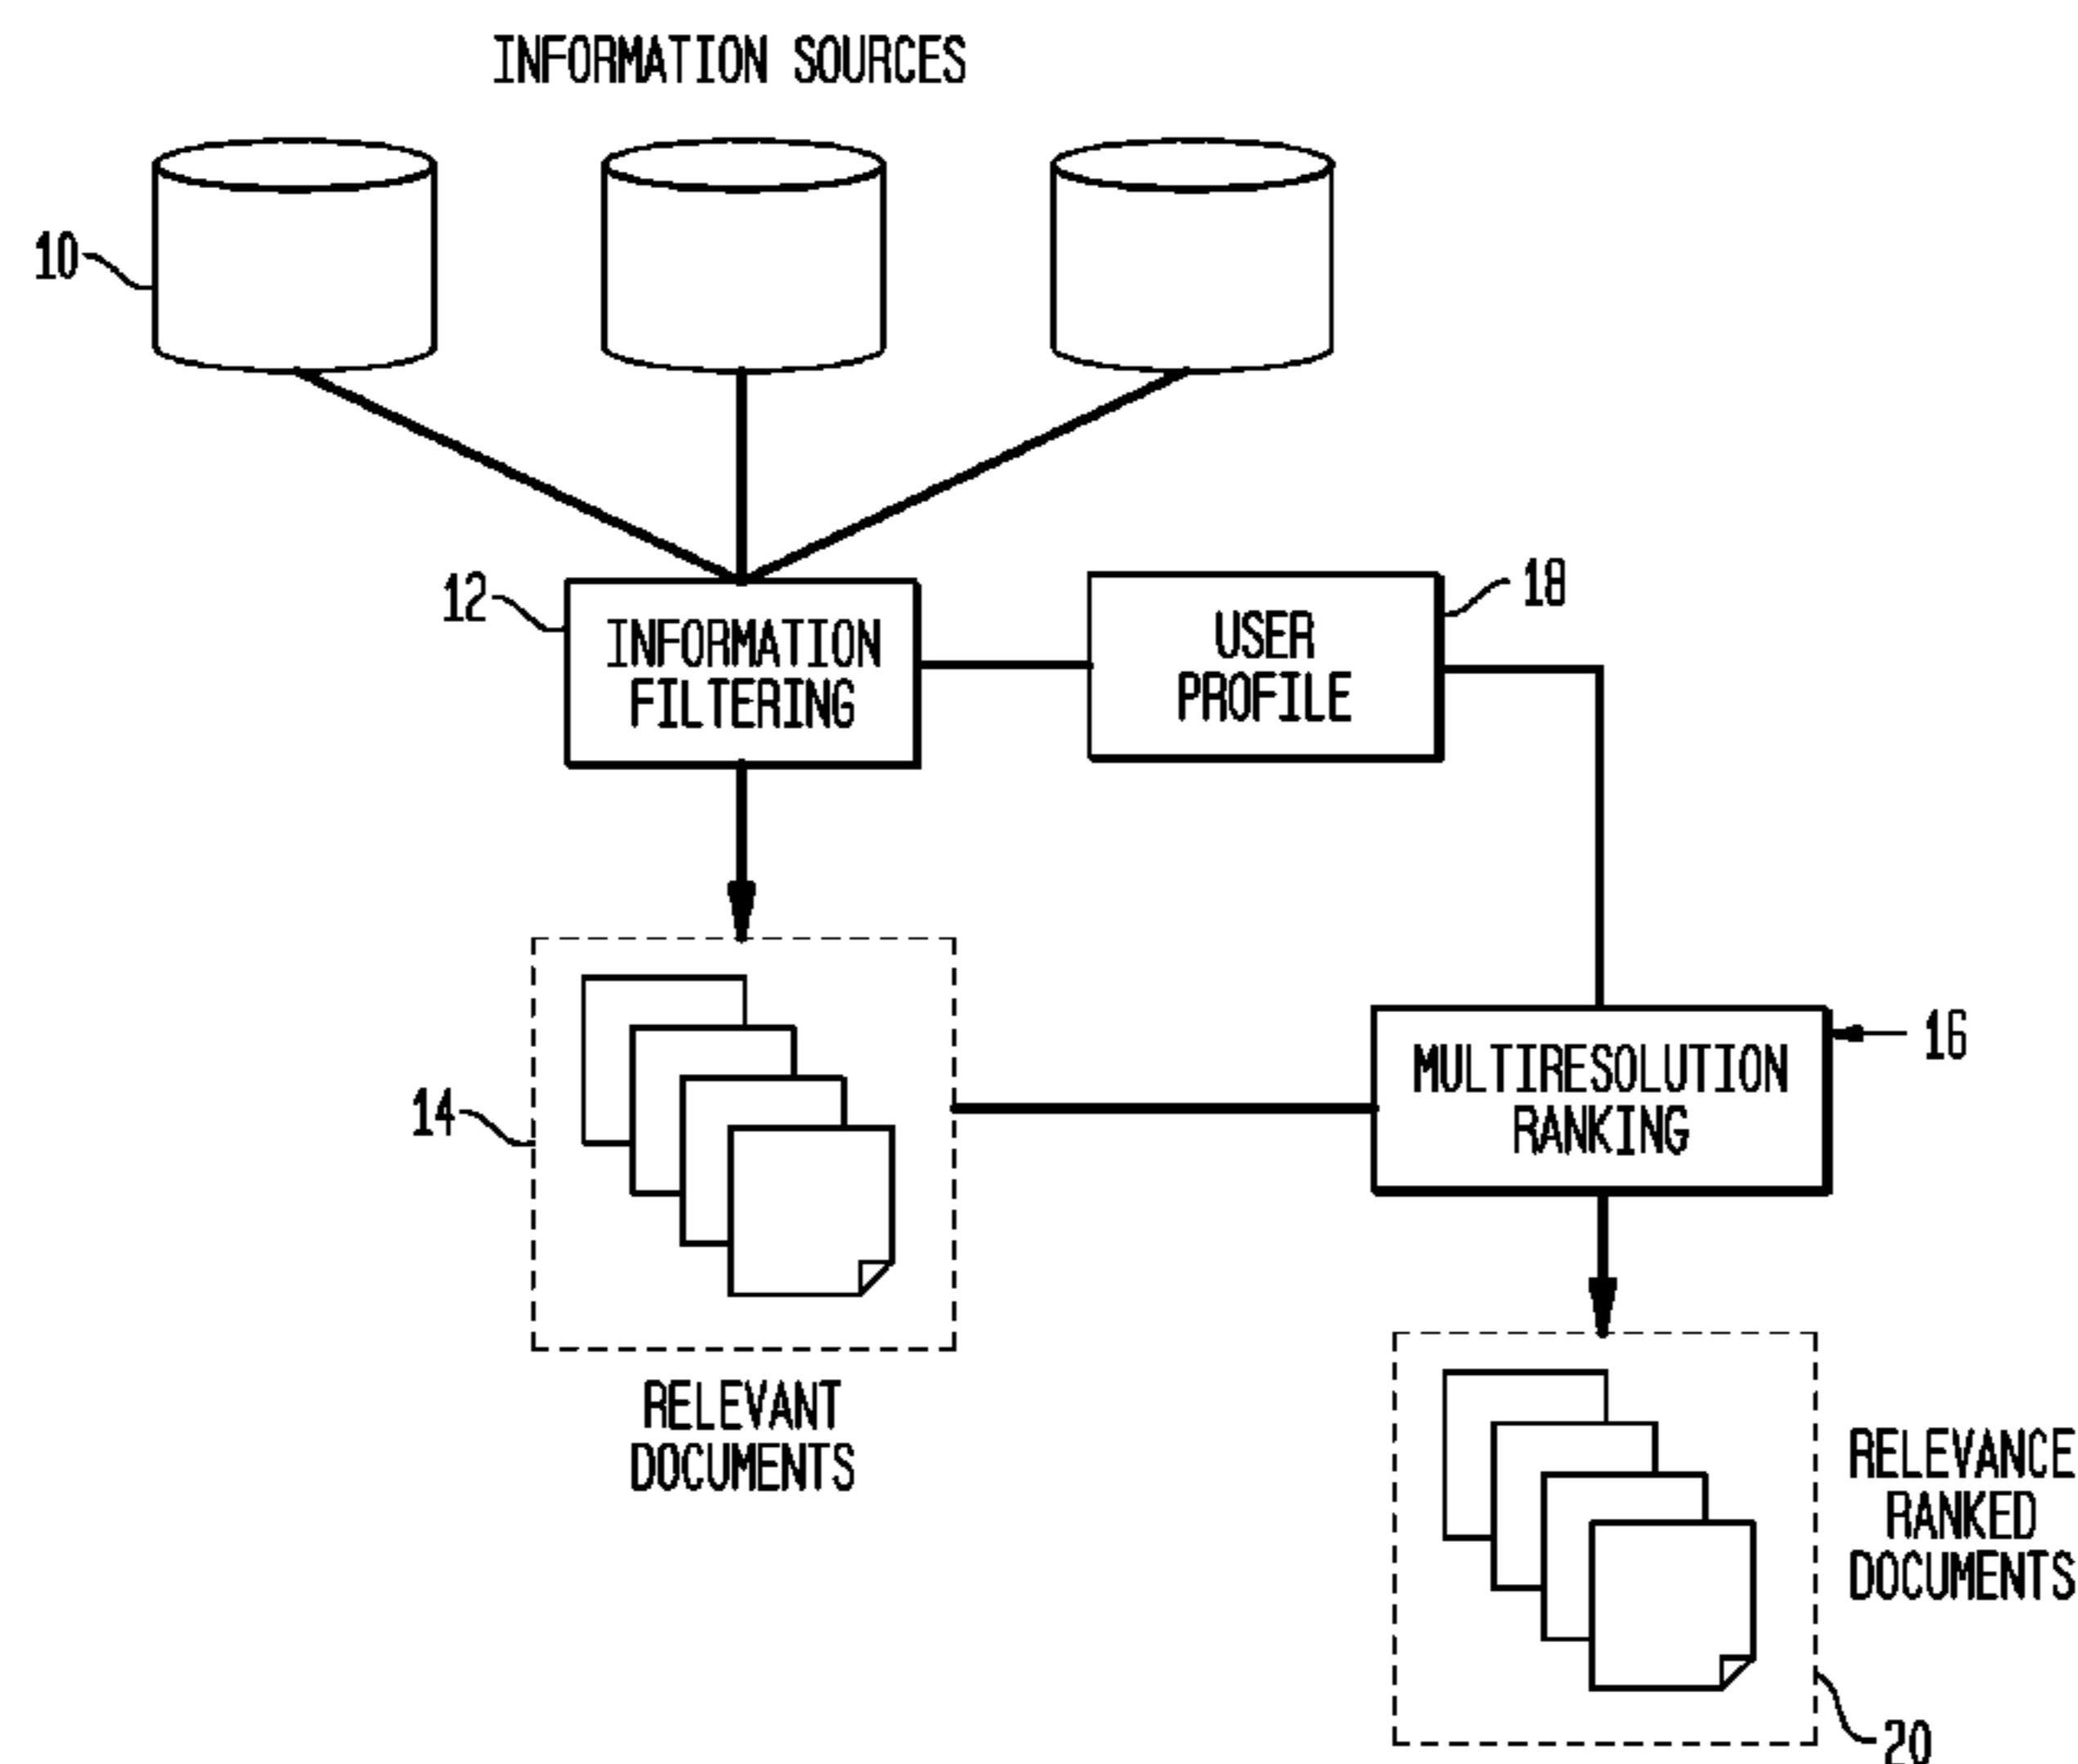 INFORMATION SOURCES
10
12
INFORMATION
FILTERING
USER
PROFILE
18
14
MULTIRESOLUTION
RANKING
16
RELEVANT
DOCUMENTS
RELEVANCE
RANKED
DOCUMENTS
20